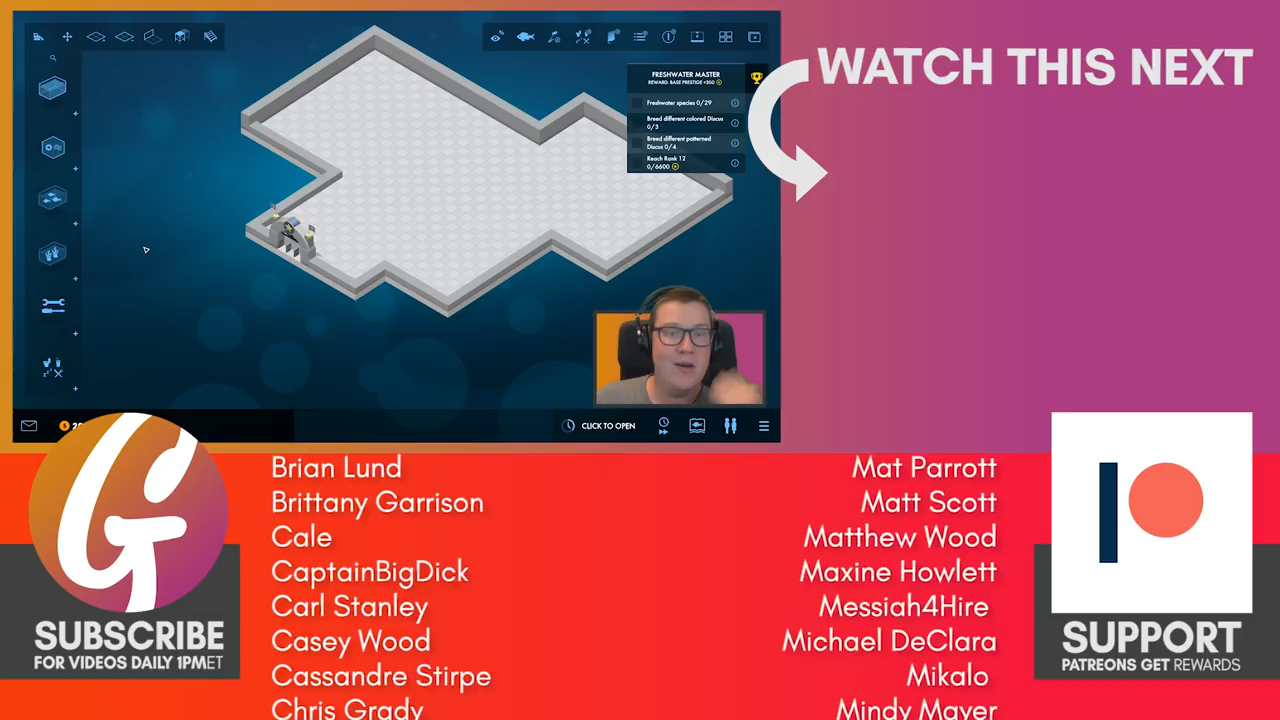 FRESHWATER MASTER
REWARD: BASE PRESTIGE +300
Freshwater species 0/29
Breed different colored Discus
0/3
Breed different patterned
Discus 0/4
Reach Rank 12
0/6600
CLICK TO OPEN
WATCH THIS NEXT
Brian Lund
Brittany Garrison
Cale
CaptainBigDick
Carl Stanley
Casey Wood
Cassandre Stirpe
Chris Grady
Mat Parrott
Matt Scott
Matthew Wood
Maxine Howlett
Messiah4Hire
Michael DeClara
Mikalo
Mindy Mayer
G
SUBSCRIBE
FOR VIDEOS DAILY 1PMET
SUPPORT
PATREONS GET REWARDS